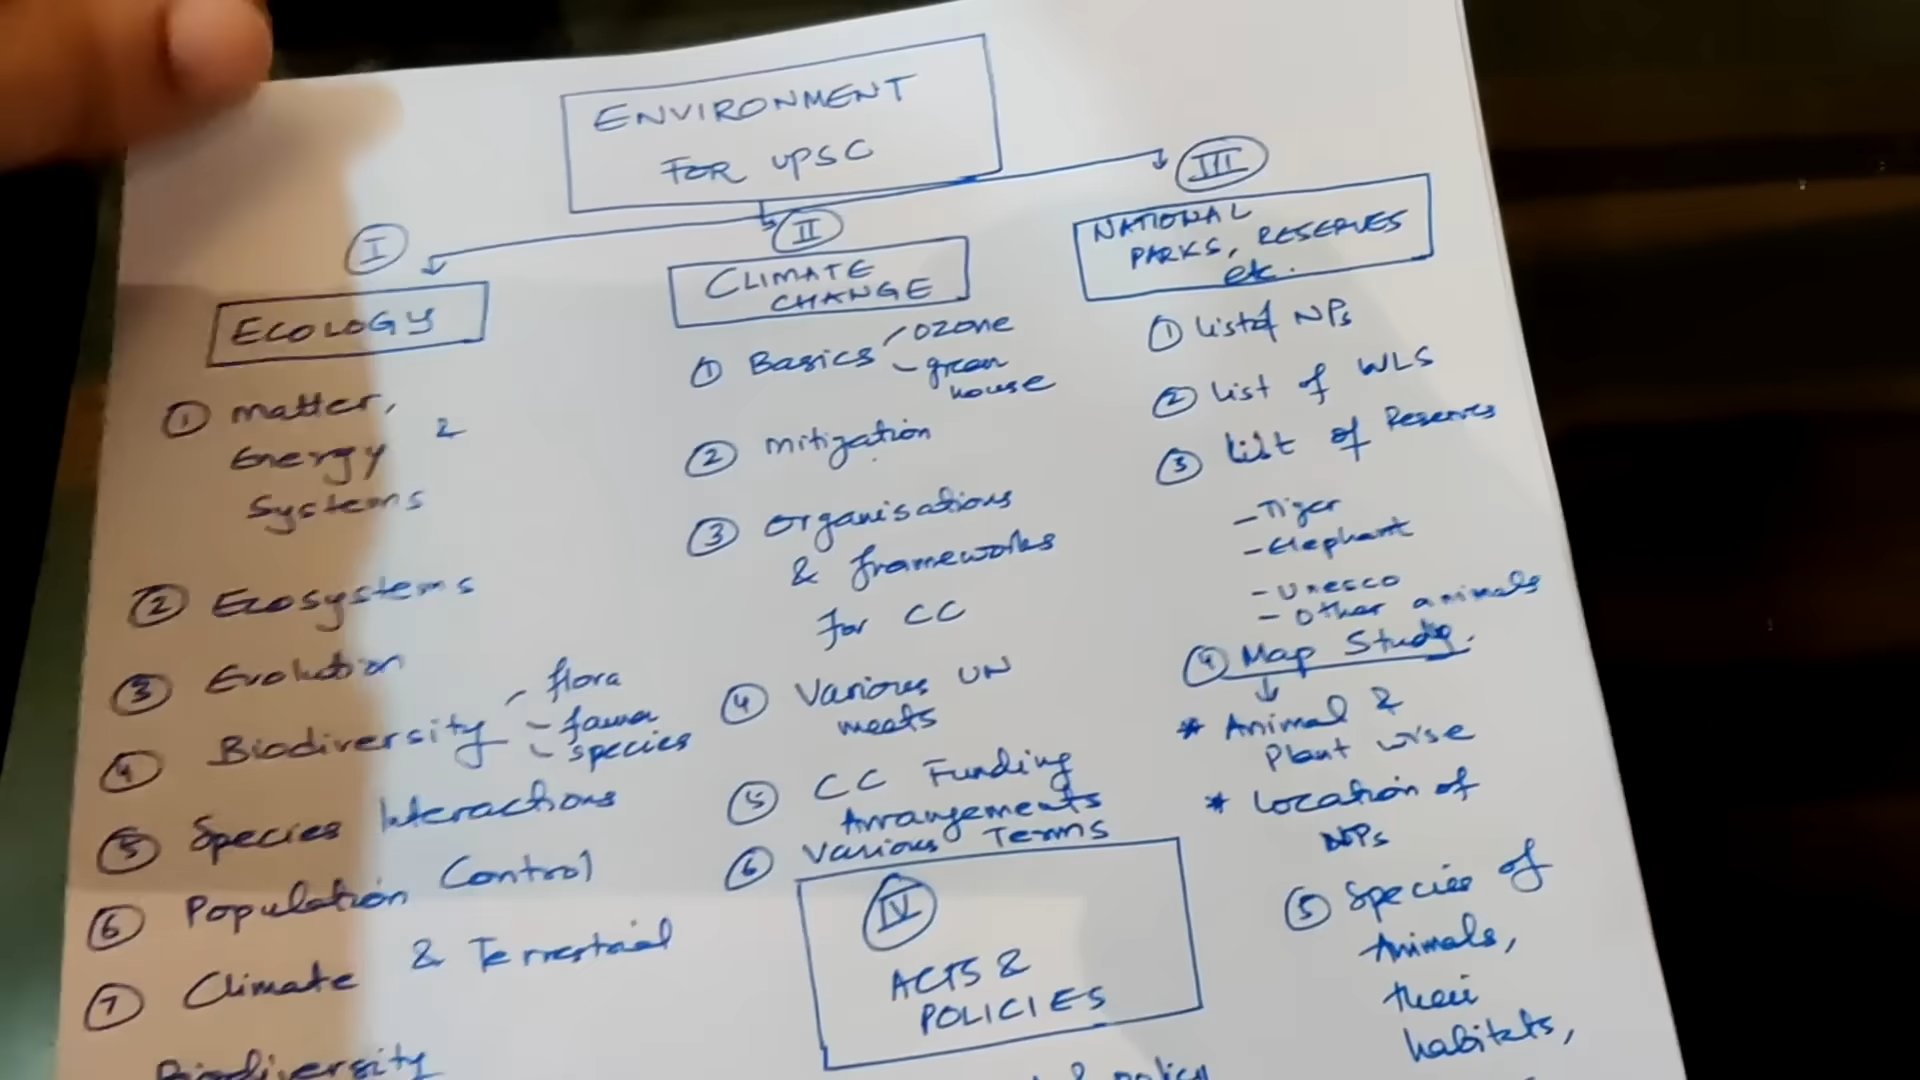 ENVIRONMENT
FOR UPSC
I
ECOLOGY
① matter,
Energy &
Systems
② Ecosystems
③ Evolution
④ Biodiversity - flora
- fauna
- species
⑤ Species Interactions
⑥ Population Control
⑦ Climate & Terrestrial
Biodiversity
II
CLIMATE
CHANGE
① Basics - ozone
- green
house
② mitigation
③ organisations
& frameworks
for CC
④ Various UN
meets
⑤ CC Funding
Arrangements
⑥ Various Terms
IV
ACTS &
POLICIES
& policy
III
NATIONAL
PARKS, RESERVES
etc.
① list of NPs
② list of WLS
③ list of Reserves
- Tiger
- Elephant
- Unesco
- Other animals
④ Map Study.
* Animal &
Plant wise
* location of
NPs
⑤ Species of
Animals,
their
habitats,